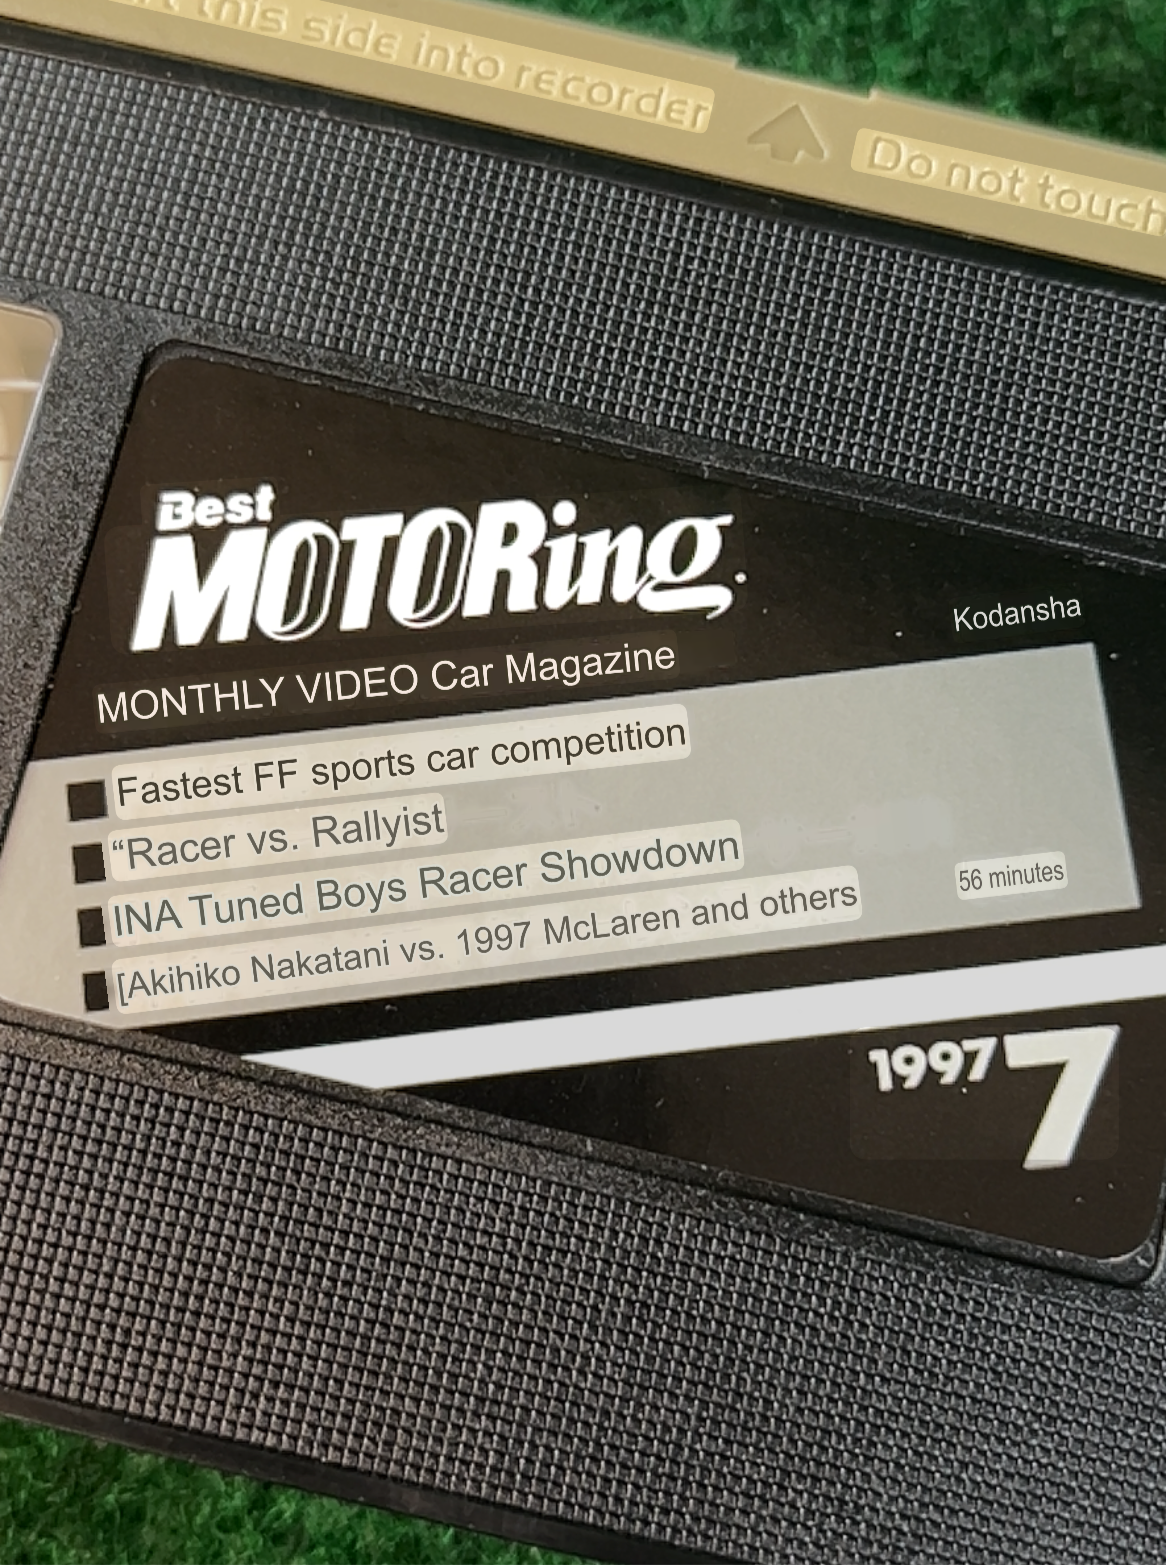 this side into recorder
Do not touch
Best
MOTORing
Kodansha
MONTHLY VIDEO Car Magazine
Fastest FF sports car competition
“Racer vs. Rallyist
INA Tuned Boys Racer Showdown
[Akihiko Nakatani vs. 1997 McLaren and others
56 minutes
1997 7